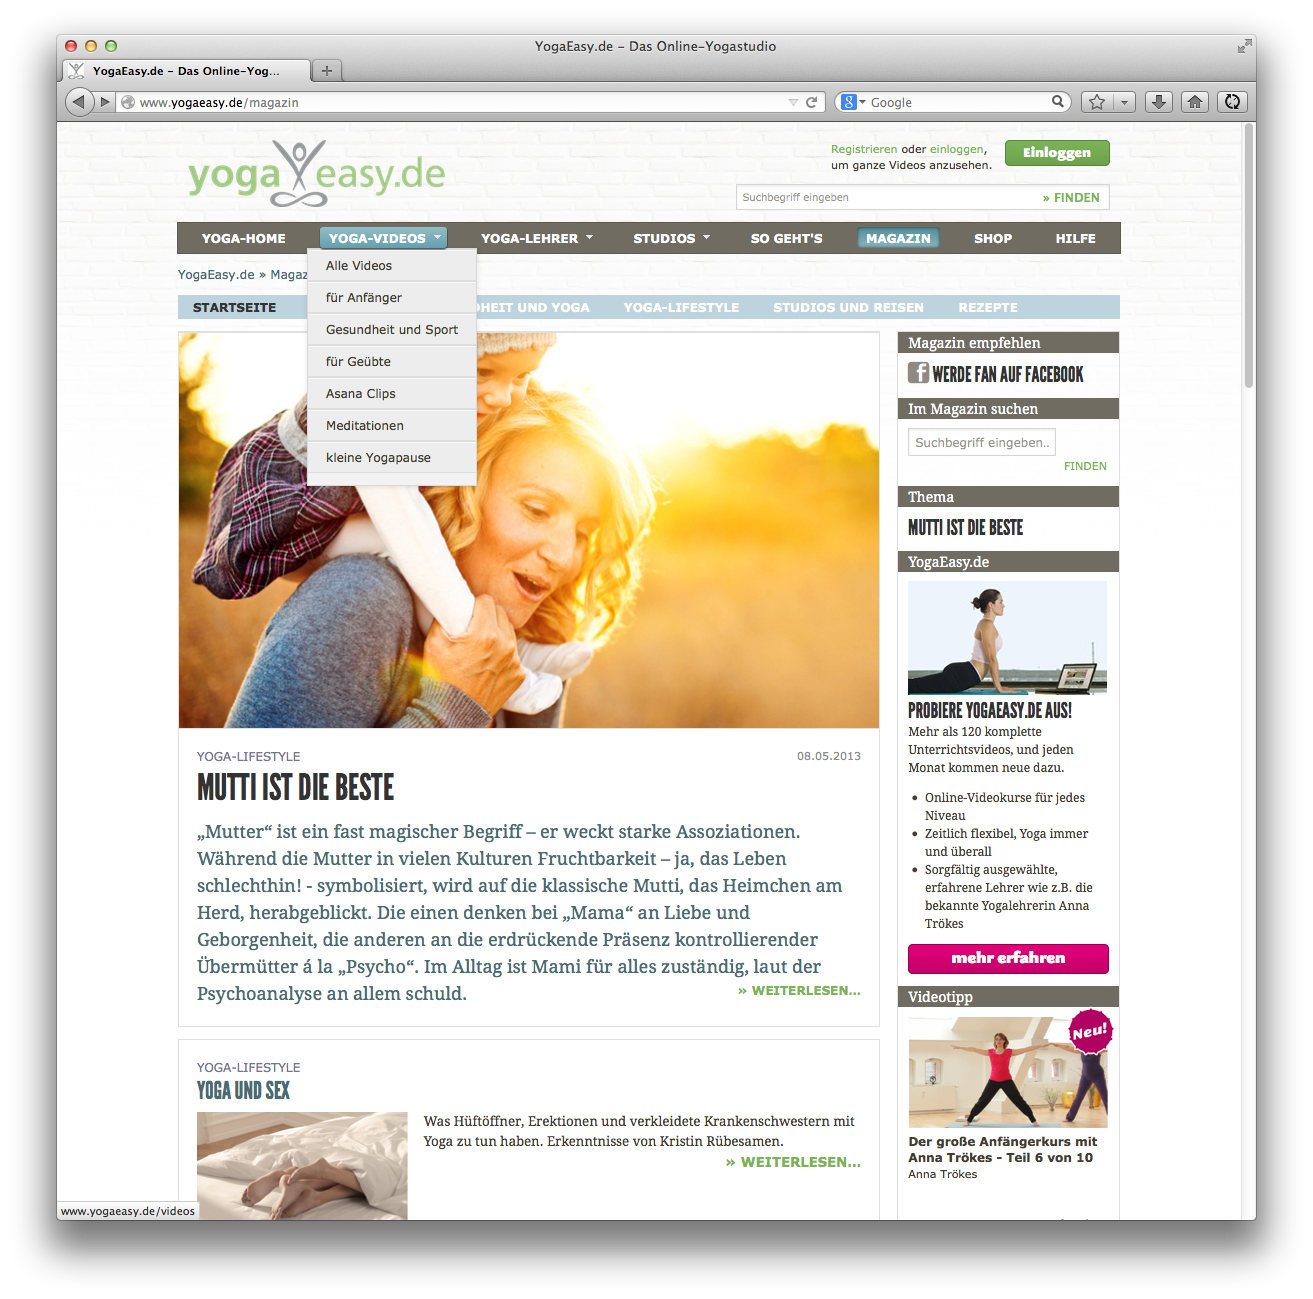 YogaEasy.de – Das Online-Yogastudio
YogaEasy.de – Das Online-Yog...
www.yogaeasy.de/magazin
Google
yoga easy.de
Registrieren oder einloggen,
um ganze Videos anzusehen.
Einloggen
Suchbegriff eingeben
» FINDEN
YOGA-HOME
YOGA-VIDEOS
YOGA-LEHRER
STUDIOS
SO GEHT'S
MAGAZIN
SHOP
HILFE
Alle Videos
für Anfänger
Gesundheit und Sport
für Geübte
Asana Clips
Meditationen
kleine Yogapause
YogaEasy.de » Magaz
STARTSEITE
HEIT UND YOGA
YOGA-LIFESTYLE
STUDIOS UND REISEN
REZEPTE
YOGA-LIFESTYLE
08.05.2013
MUTTI IST DIE BESTE
„Mutter“ ist ein fast magischer Begriff – er weckt starke Assoziationen.
Während die Mutter in vielen Kulturen Fruchtbarkeit – ja, das Leben
schlechthin! - symbolisiert, wird auf die klassische Mutti, das Heimchen am
Herd, herabgeblickt. Die einen denken bei „Mama“ an Liebe und
Geborgenheit, die anderen an die erdrückende Präsenz kontrollierender
Übermütter á la „Psycho“. Im Alltag ist Mami für alles zuständig, laut der
Psychoanalyse an allem schuld.
» WEITERLESEN...
YOGA-LIFESTYLE
YOGA UND SEX
Was Hüftöffner, Erektionen und verkleidete Krankenschwestern mit
Yoga zu tun haben. Erkenntnisse von Kristin Rübesamen.
» WEITERLESEN...
Magazin empfehlen
WERDE FAN AUF FACEBOOK
Im Magazin suchen
Suchbegriff eingeben..
FINDEN
Thema
MUTTI IST DIE BESTE
YogaEasy.de
PROBIERE YOGAEASY.DE AUS!
Mehr als 120 komplette
Unterrichtsvideos, und jeden
Monat kommen neue dazu.
• Online-Videokurse für jedes
Niveau
• Zeitlich flexibel, Yoga immer
und überall
• Sorgfältig ausgewählte,
erfahrene Lehrer wie z.B. die
bekannte Yogalehrerin Anna
Trökes
mehr erfahren
Videotipp
Neu!
Der große Anfängerkurs mit
Anna Trökes - Teil 6 von 10
Anna Trökes
www.yogaeasy.de/videos